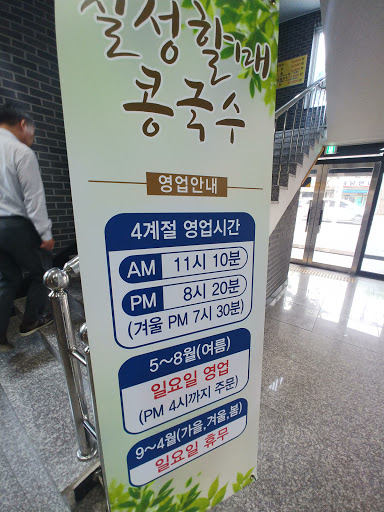 칠성할매
콩국수
영업안내
4계절 영업시간
AM 11시 10분
PM 8시 20분
(겨울 PM 7시 30분)
5~8월(여름)
일요일 영업
(PM 4시까지 주문)
9~4월(가을,겨울,봄)
일요일 휴무